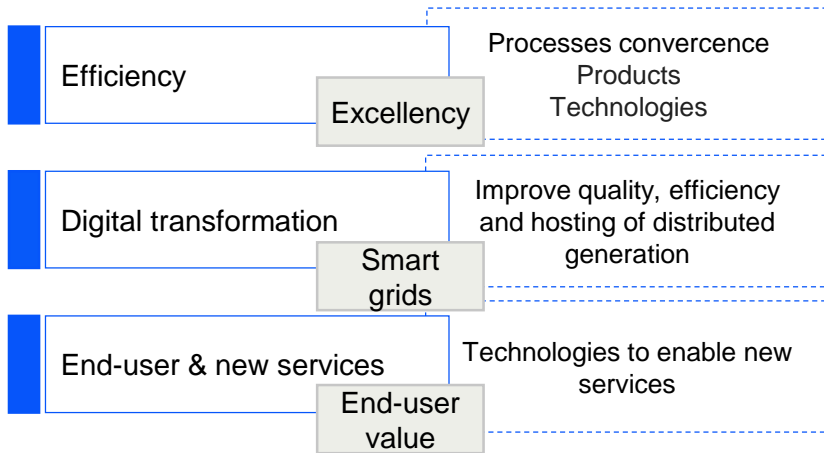 Efficiency
Excellency
Processes convercence
Products
Technologies
Digital transformation
Smart
grids
Improve quality, efficiency
and hosting of distributed
generation
End-user & new services
End-user
value
Technologies to enable new
services